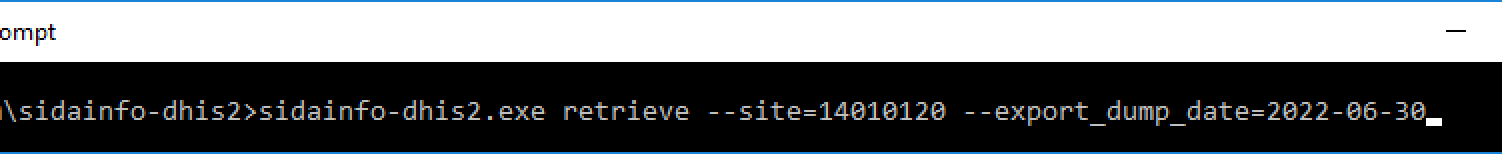 ompt
\sidainfo-dhis2>sidainfo-dhis2.exe retrieve --site=14010120 --export_dump_date=2022-06-30